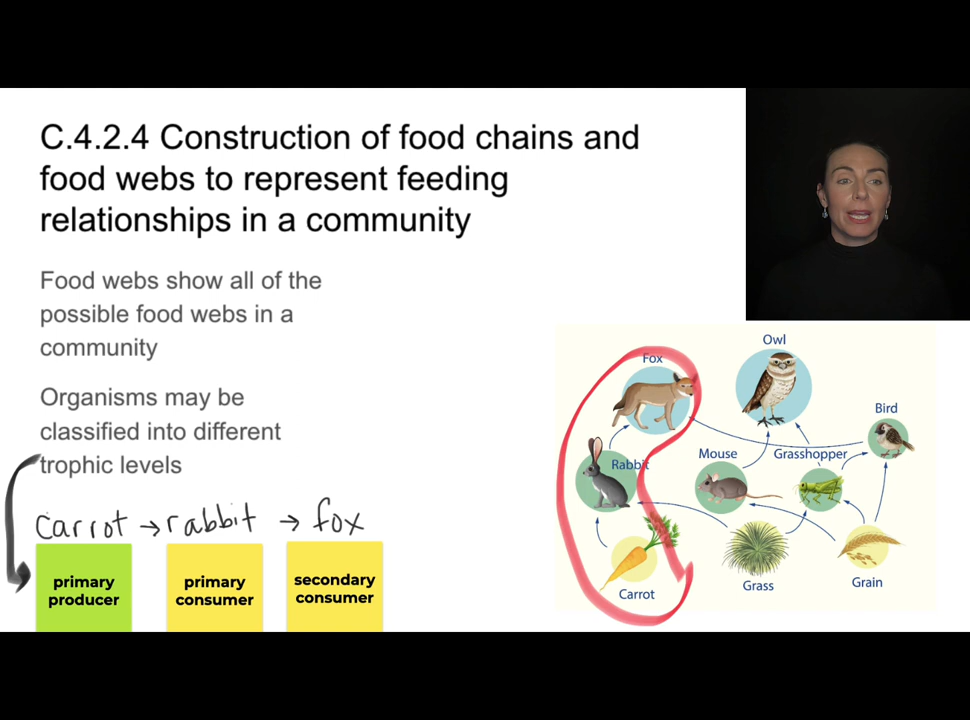 C.4.2.4 Construction of food chains and
food webs to represent feeding
relationships in a community
Food webs show all of the
possible food webs in a
community
Organisms may be
classified into different
trophic levels
carrot → rabbit → fox
primary
producer
primary
consumer
secondary
consumer
Fox
Owl
Bird
Rabbit
Mouse
Grasshopper
Carrot
Grass
Grain